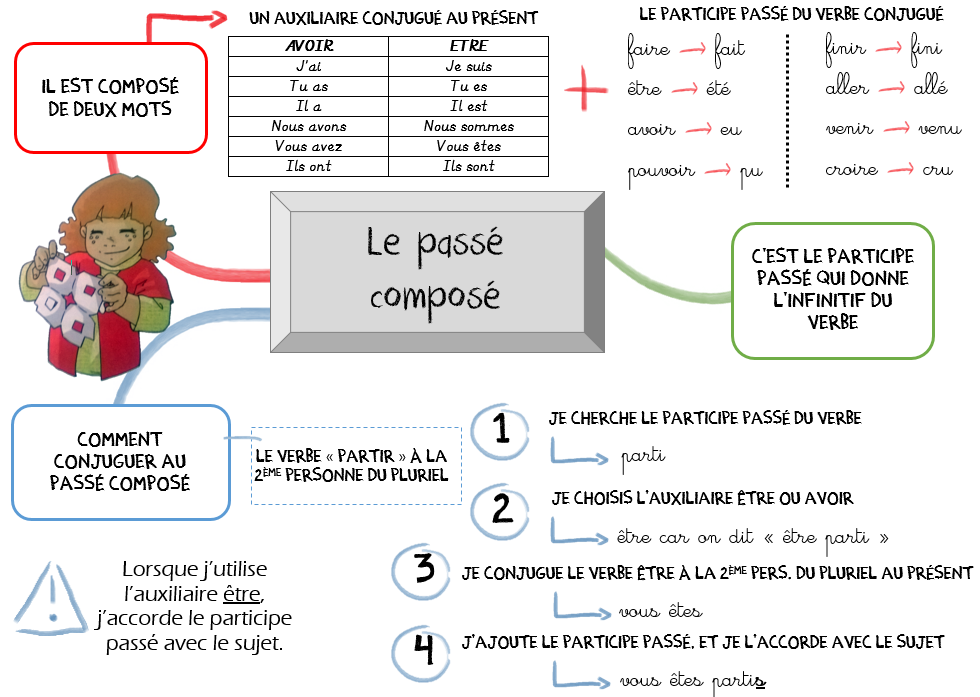 UN AUXILIAIRE CONJUGUÉ AU PRÉSENT
LE PARTICIPE PASSÉ DU VERBE CONJUGUÉ
IL EST COMPOSÉ
DE DEUX MOTS
AVOIR ETRE
J'ai Je suis
Tu as Tu es
Il a Il est
Nous avons Nous sommes
Vous avez Vous êtes
Ils ont Ils sont
+
faire → fait
être → été
avoir → eu
pouvoir → pu
finir → fini
aller → allé
venir → venu
croire → cru
Le passé
composé
C'EST LE PARTICIPE
PASSÉ QUI DONNE
L'INFINITIF DU
VERBE
COMMENT
CONJUGUER AU
PASSÉ COMPOSÉ
LE VERBE « PARTIR » À LA
2ÈME PERSONNE DU PLURIEL
1 JE CHERCHE LE PARTICIPE PASSÉ DU VERBE
parti
2 JE CHOISIS L'AUXILIAIRE ÊTRE OU AVOIR
être car on dit « être parti »
3 JE CONJUGUE LE VERBE ÊTRE À LA 2ÈME PERS. DU PLURIEL AU PRÉSENT
vous êtes
4 J'AJOUTE LE PARTICIPE PASSÉ, ET JE L'ACCORDE AVEC LE SUJET
vous êtes partis
!
Lorsque j'utilise
l'auxiliaire être,
j'accorde le participe
passé avec le sujet.